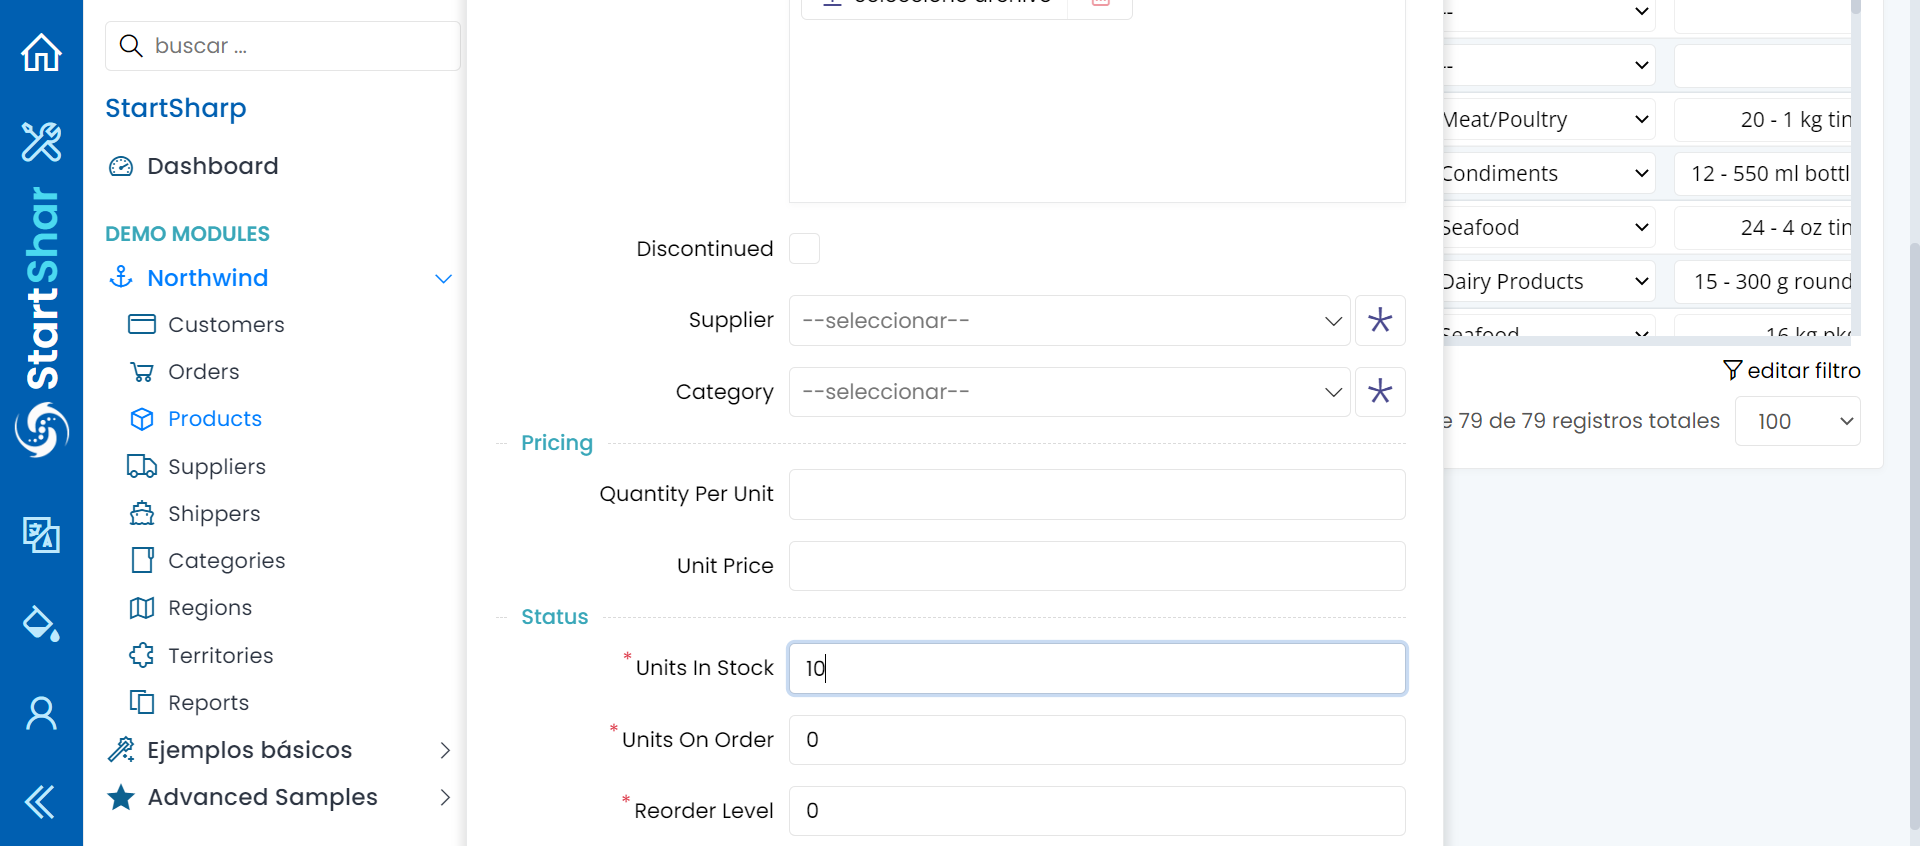 buscar ...
StartSharp
Dashboard
DEMO MODULES
Northwind
Customers
Orders
Products
Suppliers
Shippers
Categories
Regions
Territories
Reports
Ejemplos básicos
Advanced Samples
StartShar
seleccione archivo
Discontinued
Supplier
--seleccionar--
Category
--seleccionar--
Pricing
Quantity Per Unit
Unit Price
Status
*Units In Stock
10
*Units On Order
0
*Reorder Level
0
--
--
Meat/Poultry
20 - 1 kg tin
Condiments
12 - 550 ml bottl
Seafood
24 - 4 oz tin
Dairy Products
15 - 300 g round
Seafood
16 kg pkg
editar filtro
e 79 de 79 registros totales
100